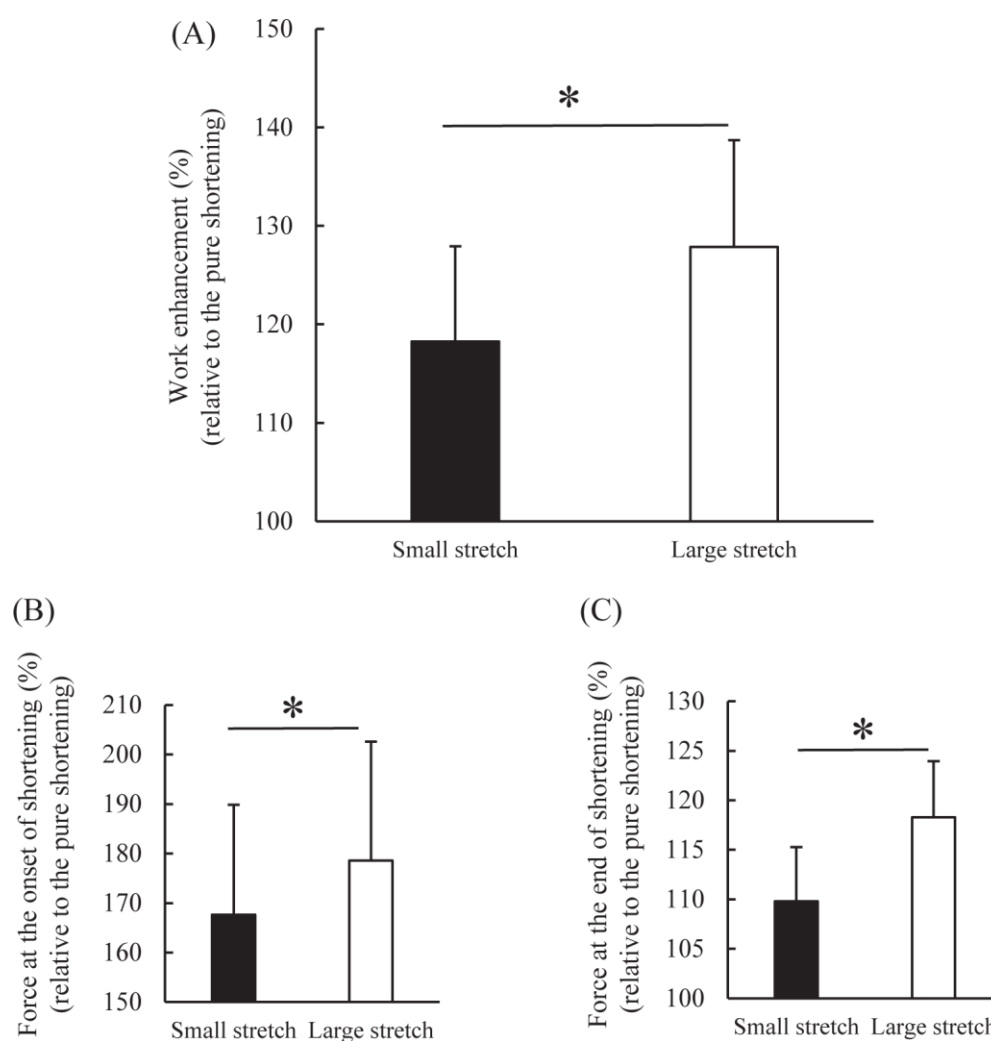 (A)
Work enhancement (%)
(relative to the pure shortening)
150
140
130
120
110
100
*
Small stretch
Large stretch
(B)
Force at the onset of shortening (%)
(relative to the pure shortening)
210
200
190
180
170
160
150
*
Small stretch
Large stretch
(C)
Force at the end of shortening (%)
(relative to the pure shortening)
130
125
120
115
110
105
100
*
Small stretch
Large stretch